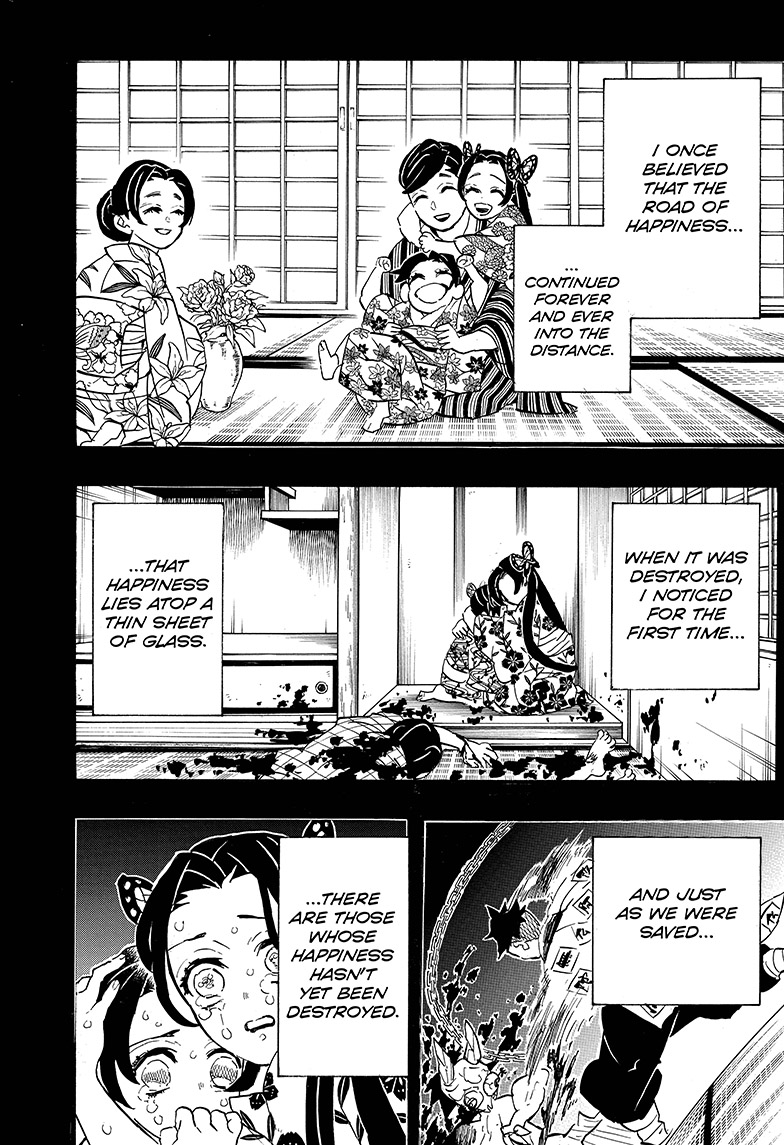 I ONCE
BELIEVED
THAT THE
ROAD OF
HAPPINESS...
...
CONTINUED
FOREVER
AND EVER
INTO THE
DISTANCE.
WHEN IT WAS
DESTROYED,
I NOTICED
FOR THE
FIRST TIME...
...THAT
HAPPINESS
LIES ATOP A
THIN SHEET
OF GLASS.
AND JUST
AS WE WERE
SAVED...
...THERE
ARE THOSE
WHOSE
HAPPINESS
HASN'T
YET BEEN
DESTROYED.